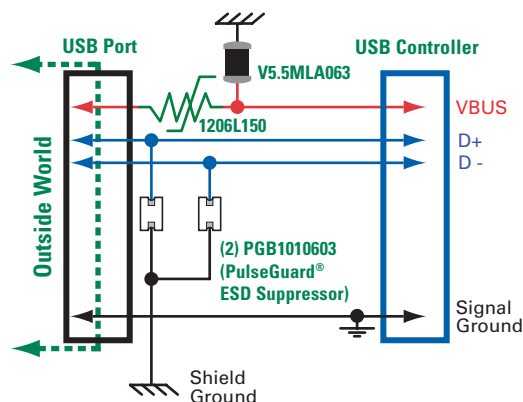 USB Port
USB Controller
V5.5MLA063
VBUS
1206L150
D+
D -
Outside World
(2) PGB1010603
(PulseGuard®
ESD Suppressor)
Signal
Ground
Shield
Ground